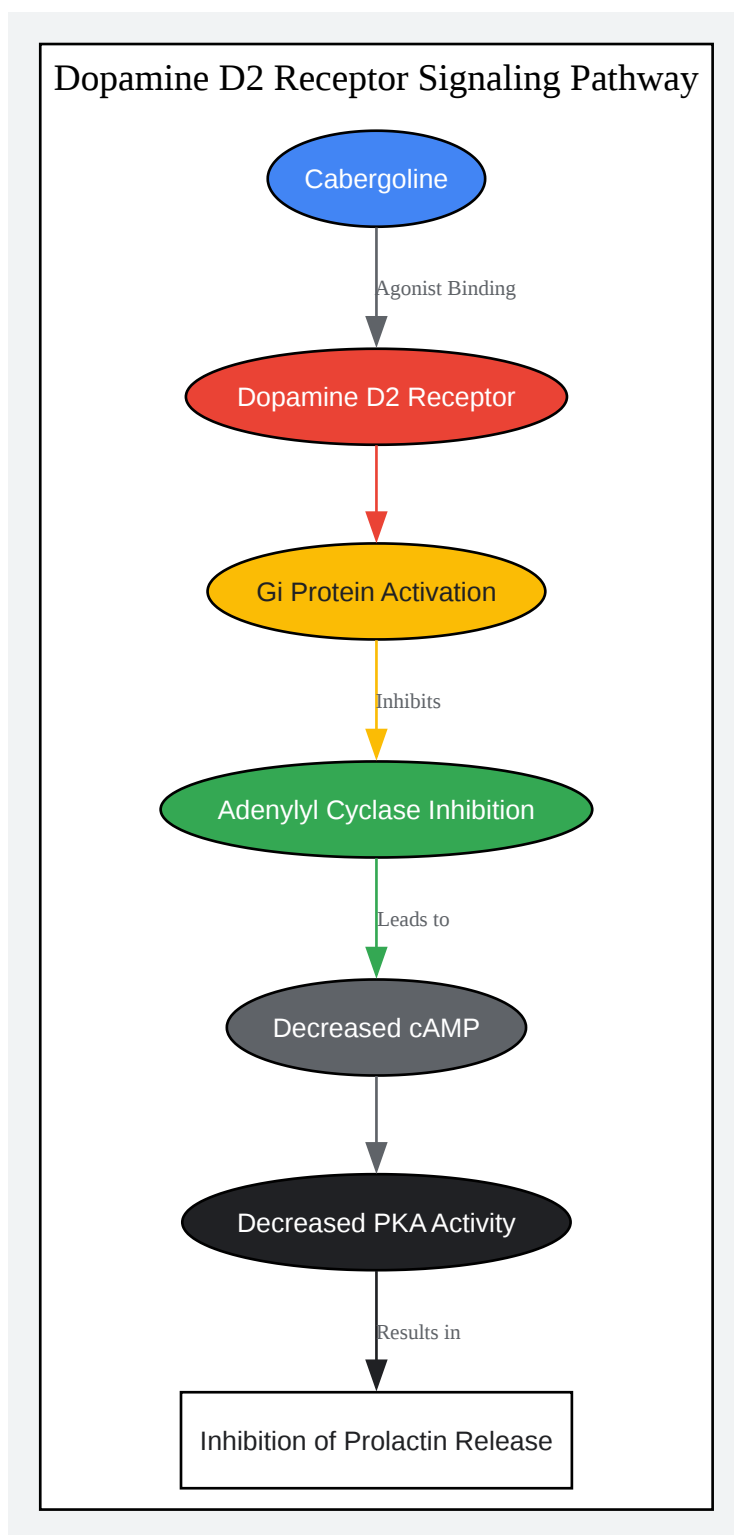 Dopamine D2 Receptor Signaling Pathway
Cabergoline
Agonist Binding
Dopamine D2 Receptor
Gi Protein Activation
Inhibits
Adenylyl Cyclase Inhibition
Leads to
Decreased cAMP
Decreased PKA Activity
Results in
Inhibition of Prolactin Release